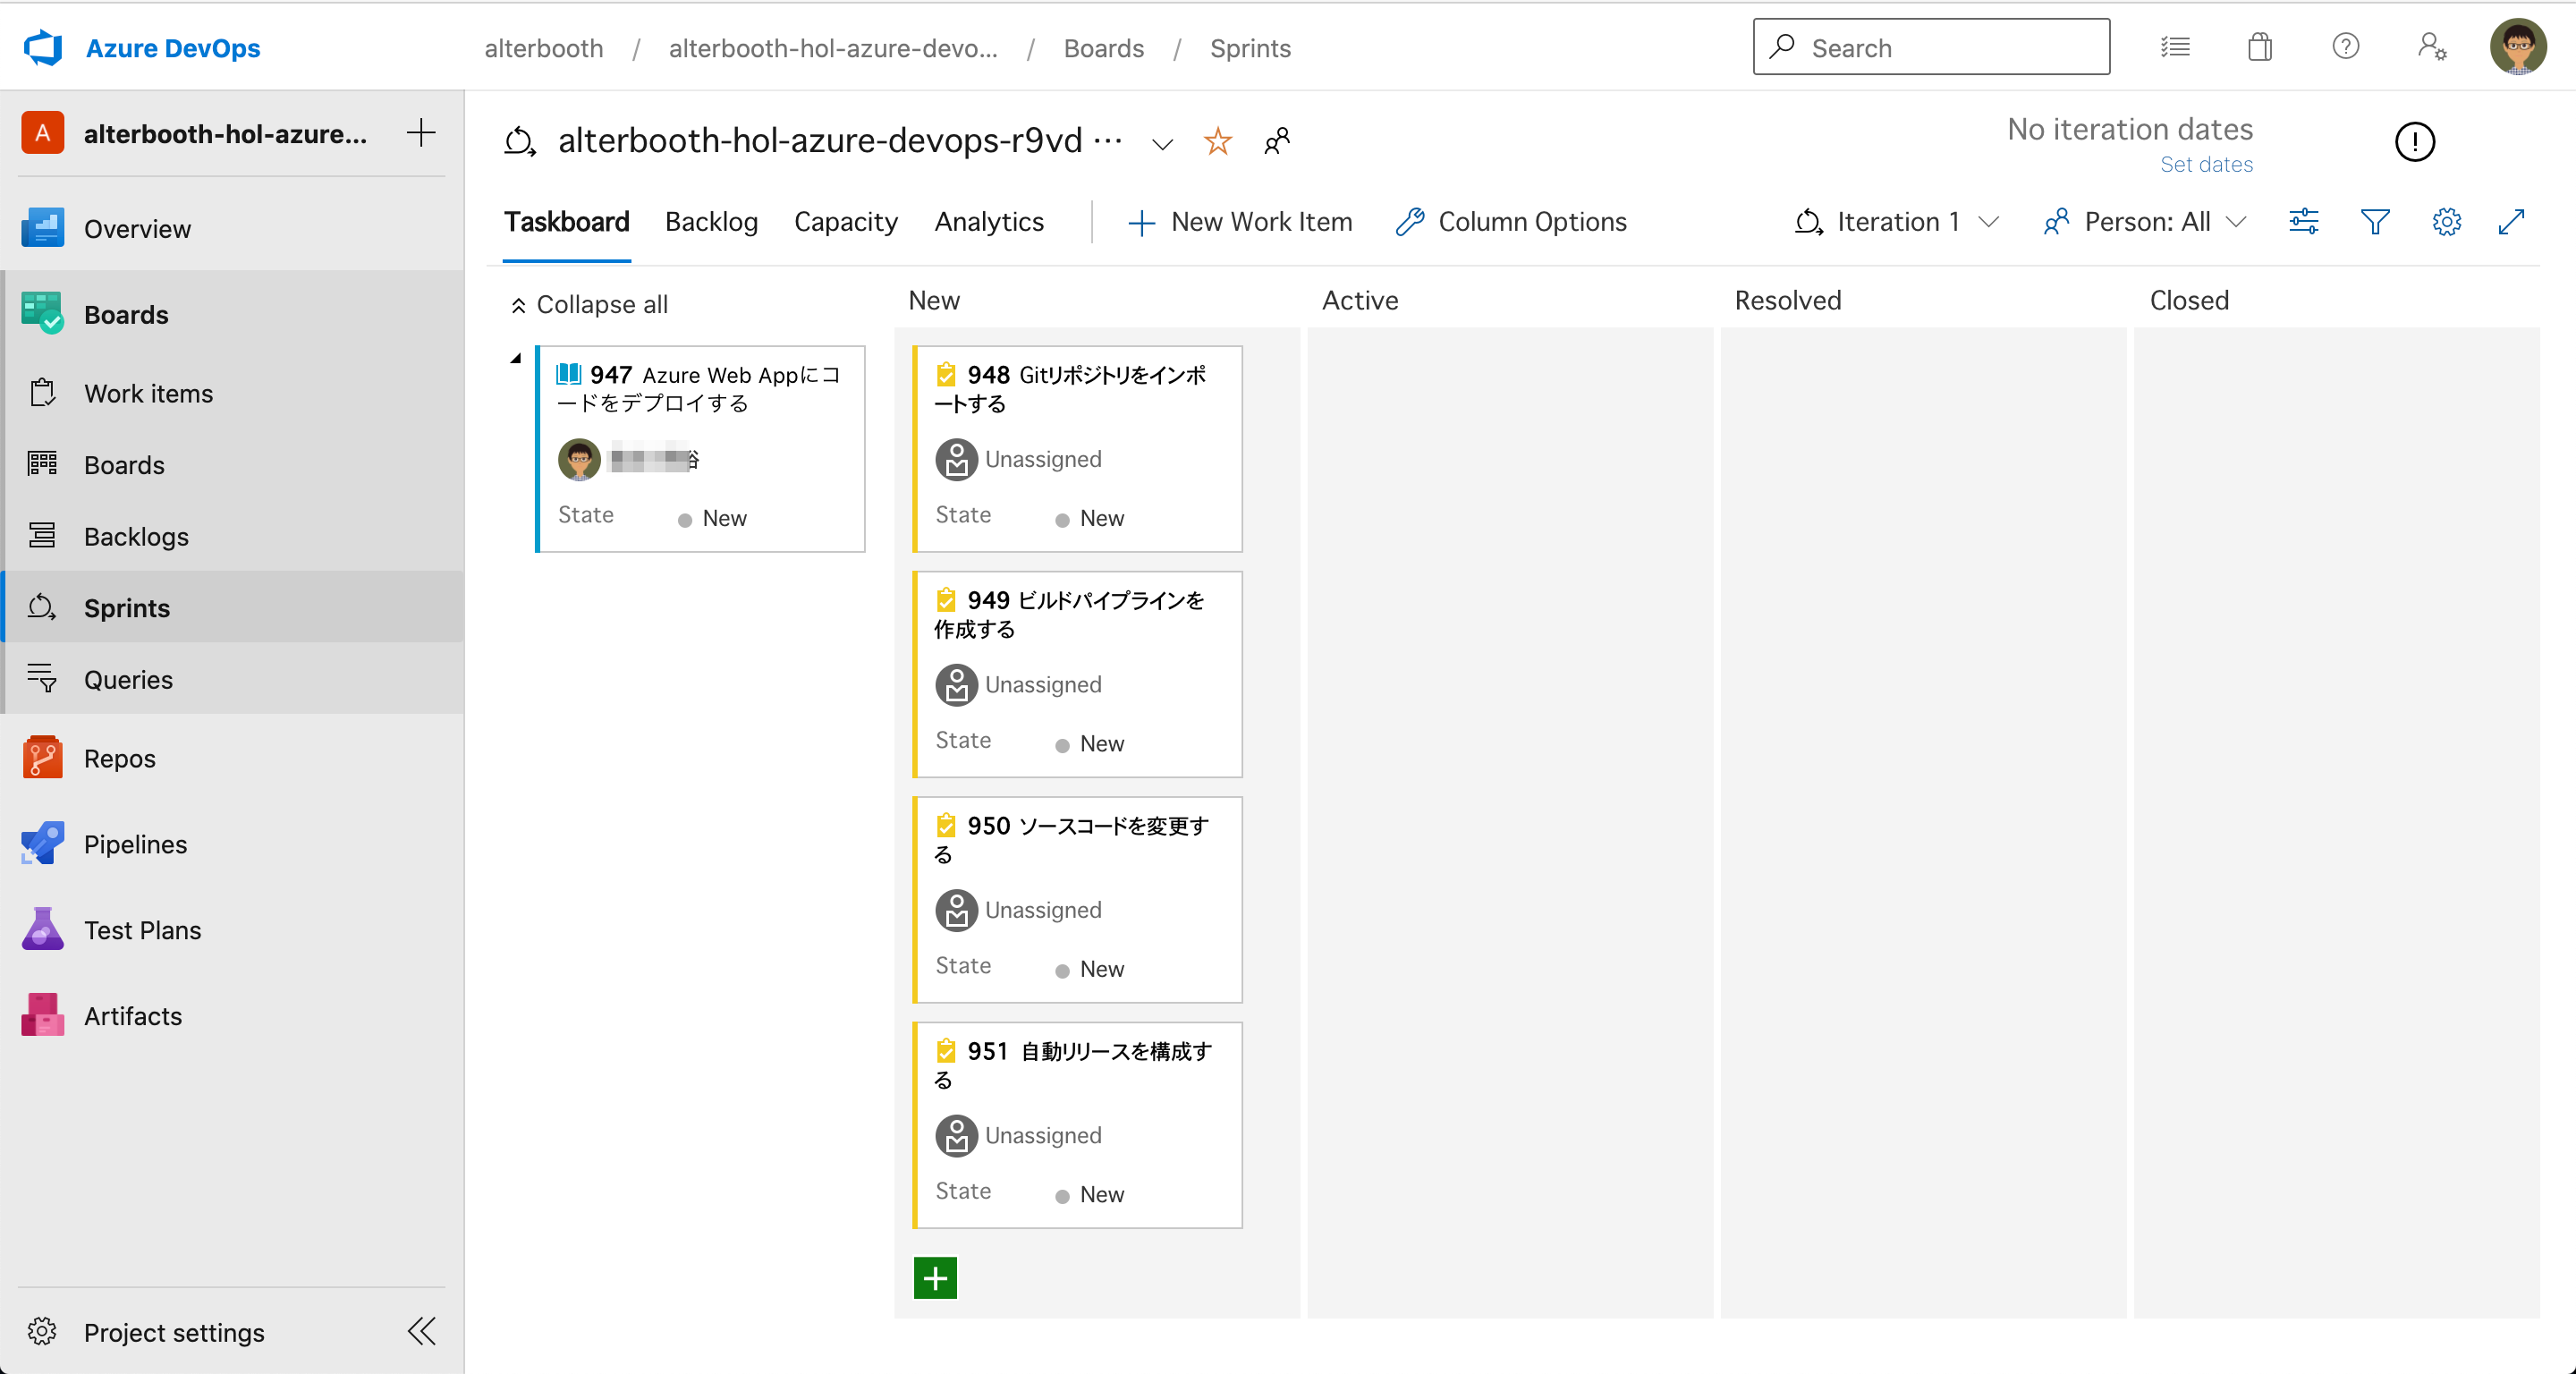 Azure DevOps
alterbooth / alterbooth-hol-azure-devo... / Boards / Sprints
Search
A
alterbooth-hol-azure...
Overview
Boards
Work items
Boards
Backlogs
Sprints
Queries
Repos
Pipelines
Test Plans
Artifacts
Project settings
alterbooth-hol-azure-devops-r9vd ...
No iteration dates
Set dates
Taskboard Backlog Capacity Analytics
New Work Item
Column Options
Iteration 1
Person: All
Collapse all
New
Active
Resolved
Closed
947 Azure Web Appにコ
ードをデプロイする
State New
948 Gitリポジトリをインポ
ートする
Unassigned
State New
949 ビルドパイプラインを
作成する
Unassigned
State New
950 ソースコードを変更す
る
Unassigned
State New
951 自動リリースを構成す
る
Unassigned
State New